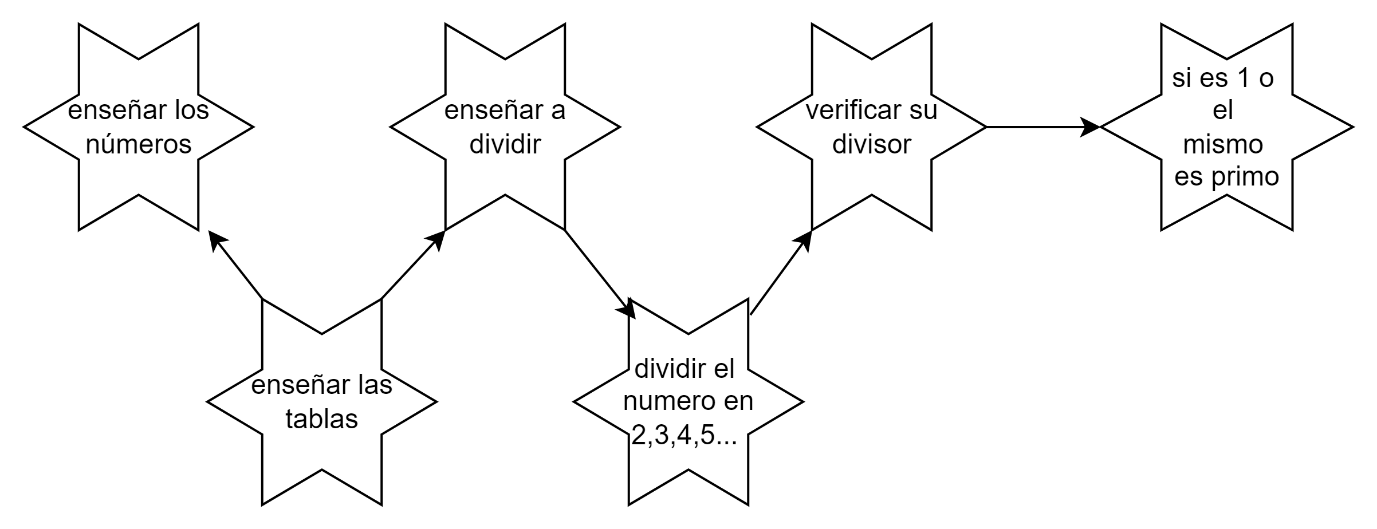 enseñar los
números
enseñar las
tablas
enseñar a
dividir
dividir el
numero en
2,3,4,5...
verificar su
divisor
si es 1 o
el
mismo
es primo